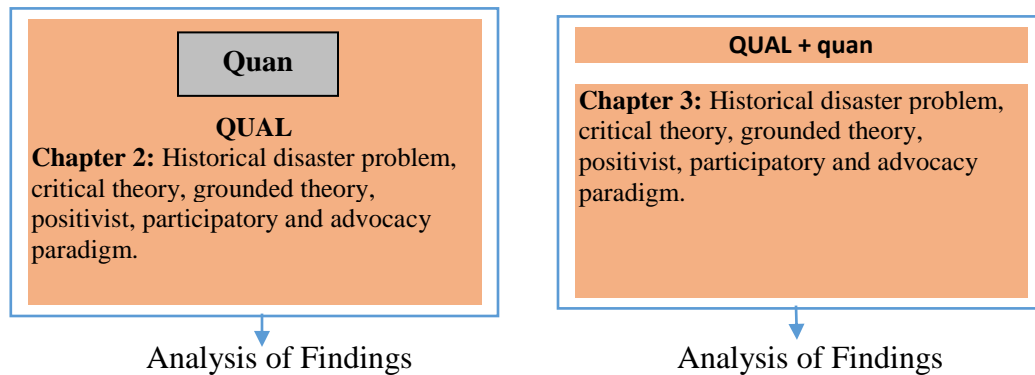 Quan
QUAL
Chapter 2: Historical disaster problem,
critical theory, grounded theory,
positivist, participatory and advocacy
paradigm.
Analysis of Findings
QUAL + quan
Chapter 3: Historical disaster problem,
critical theory, grounded theory,
positivist, participatory and advocacy
paradigm.
Analysis of Findings